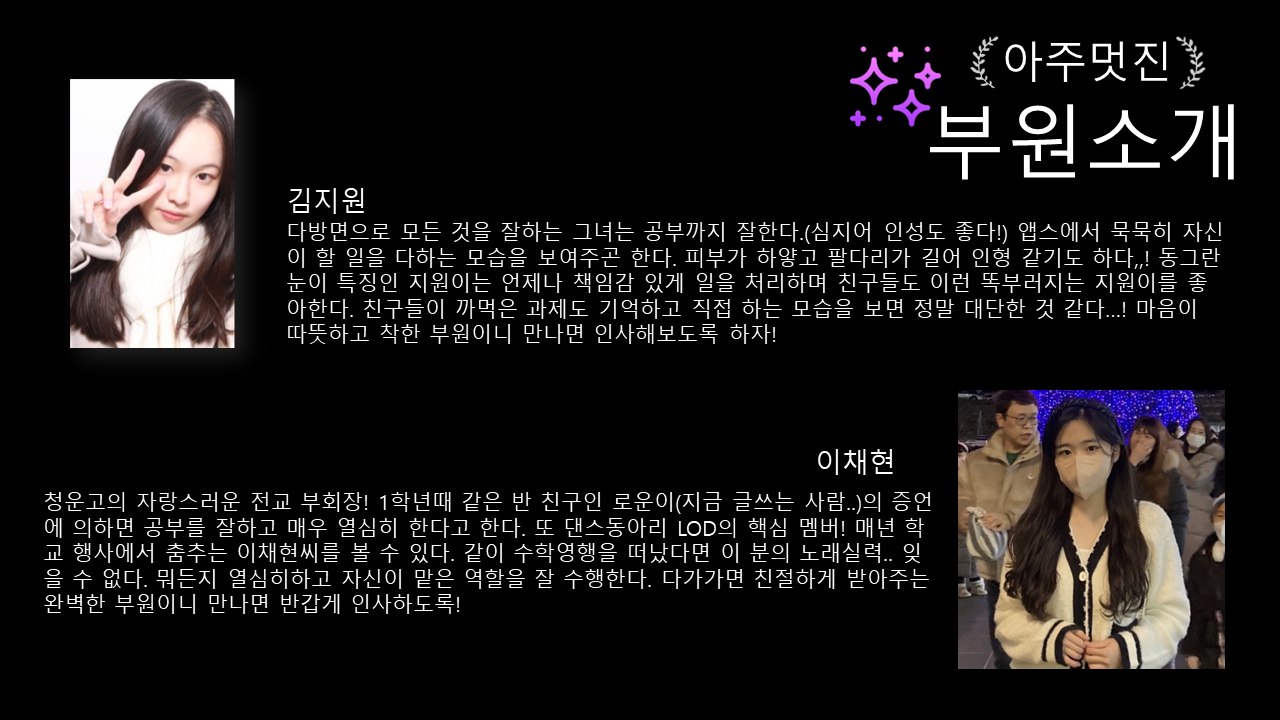 아주멋진
부원소개
김지원
다방면으로 모든 것을 잘하는 그녀는 공부까지 잘한다.(심지어 인성도 좋다!) 앱스에서 묵묵히 자신
이 할 일을 다하는 모습을 보여주곤 한다. 피부가 하얗고 팔다리가 길어 인형 같기도 하다,,! 동그란
눈이 특징인 지원이는 언제나 책임감 있게 일을 처리하며 친구들도 이런 똑부러지는 지원이를 좋
아한다. 친구들이 까먹은 과제도 기억하고 직접 하는 모습을 보면 정말 대단한 것 같다...! 마음이
따뜻하고 착한 부원이니 만나면 인사해보도록 하자!
이채현
청운고의 자랑스러운 전교 부회장! 1학년때 같은 반 친구인 로운이(지금 글쓰는 사람..)의 증언
에 의하면 공부를 잘하고 매우 열심히 한다고 한다. 또 댄스동아리 LOD의 핵심 멤버! 매년 학
교 행사에서 춤추는 이채현씨를 볼 수 있다. 같이 수학영행을 떠났다면 이 분의 노래실력.. 잊
을 수 없다. 뭐든지 열심히하고 자신이 맡은 역할을 잘 수행한다. 다가가면 친절하게 받아주는
완벽한 부원이니 만나면 반갑게 인사하도록!